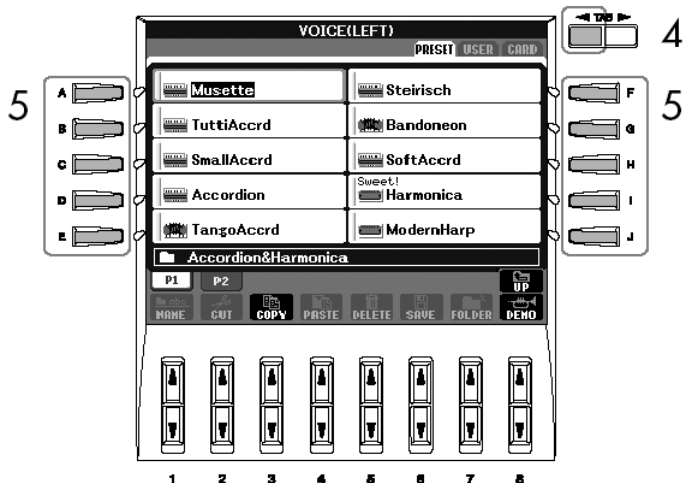 VOICE(LEFT)
PRESET USER CARD
TAB
4
5
5
A
B
C
D
E
F
G
H
I
J
Musette
Steirisch
TuttiAccrd
Bandoneon
SmallAccrd
SoftAccrd
Accordion
Sweet!
Harmonica
TangoAccrd
ModernHarp
Accordion&Harmonica
P1 P2
UP
NAME CUT COPY PASTE DELETE SAVE FOLDER DEMO
1 2 3 4 5 6 7 8